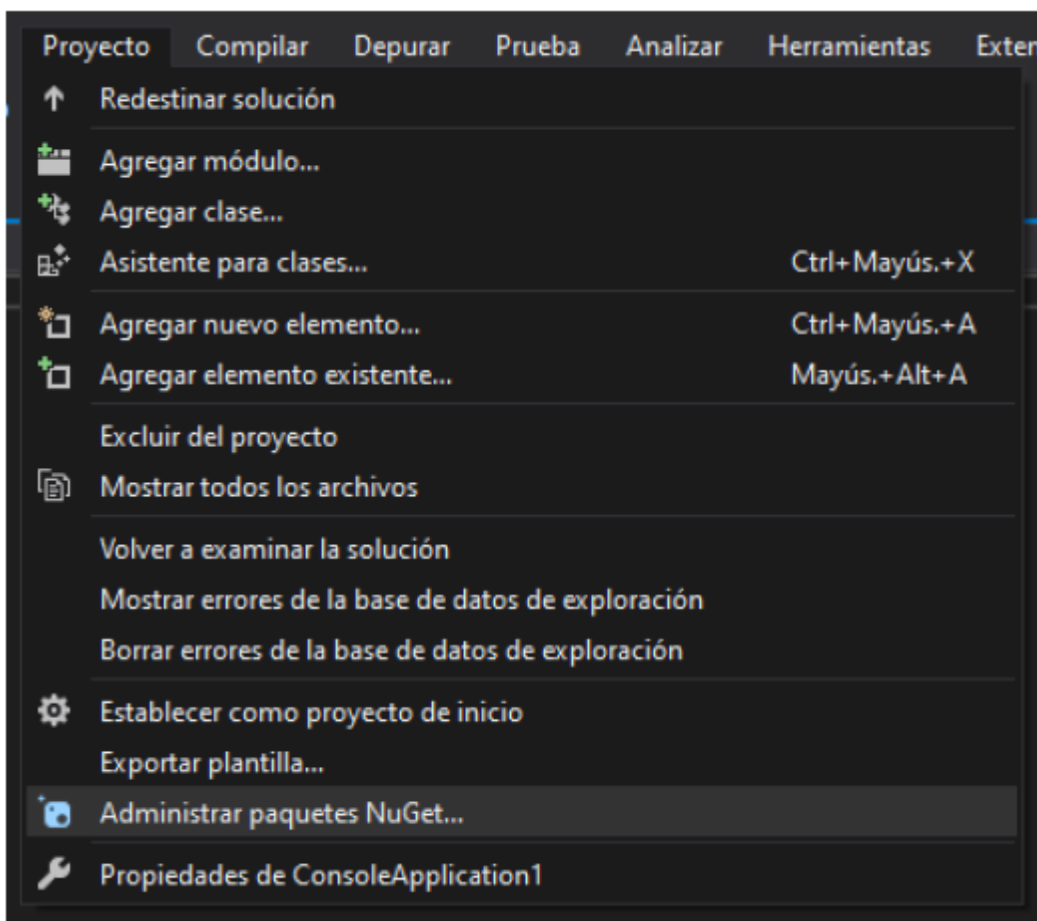 Proyecto Compilar Depurar Prueba Analizar Herramientas Exter
Redestinar solución
Agregar módulo...
Agregar clase...
Asistente para clases... Ctrl+Mayús.+X
Agregar nuevo elemento... Ctrl+Mayús.+A
Agregar elemento existente... Mayús.+Alt+A
Excluir del proyecto
Mostrar todos los archivos
Volver a examinar la solución
Mostrar errores de la base de datos de exploración
Borrar errores de la base de datos de exploración
Establecer como proyecto de inicio
Exportar plantilla...
Administrar paquetes NuGet...
Propiedades de ConsoleApplication1